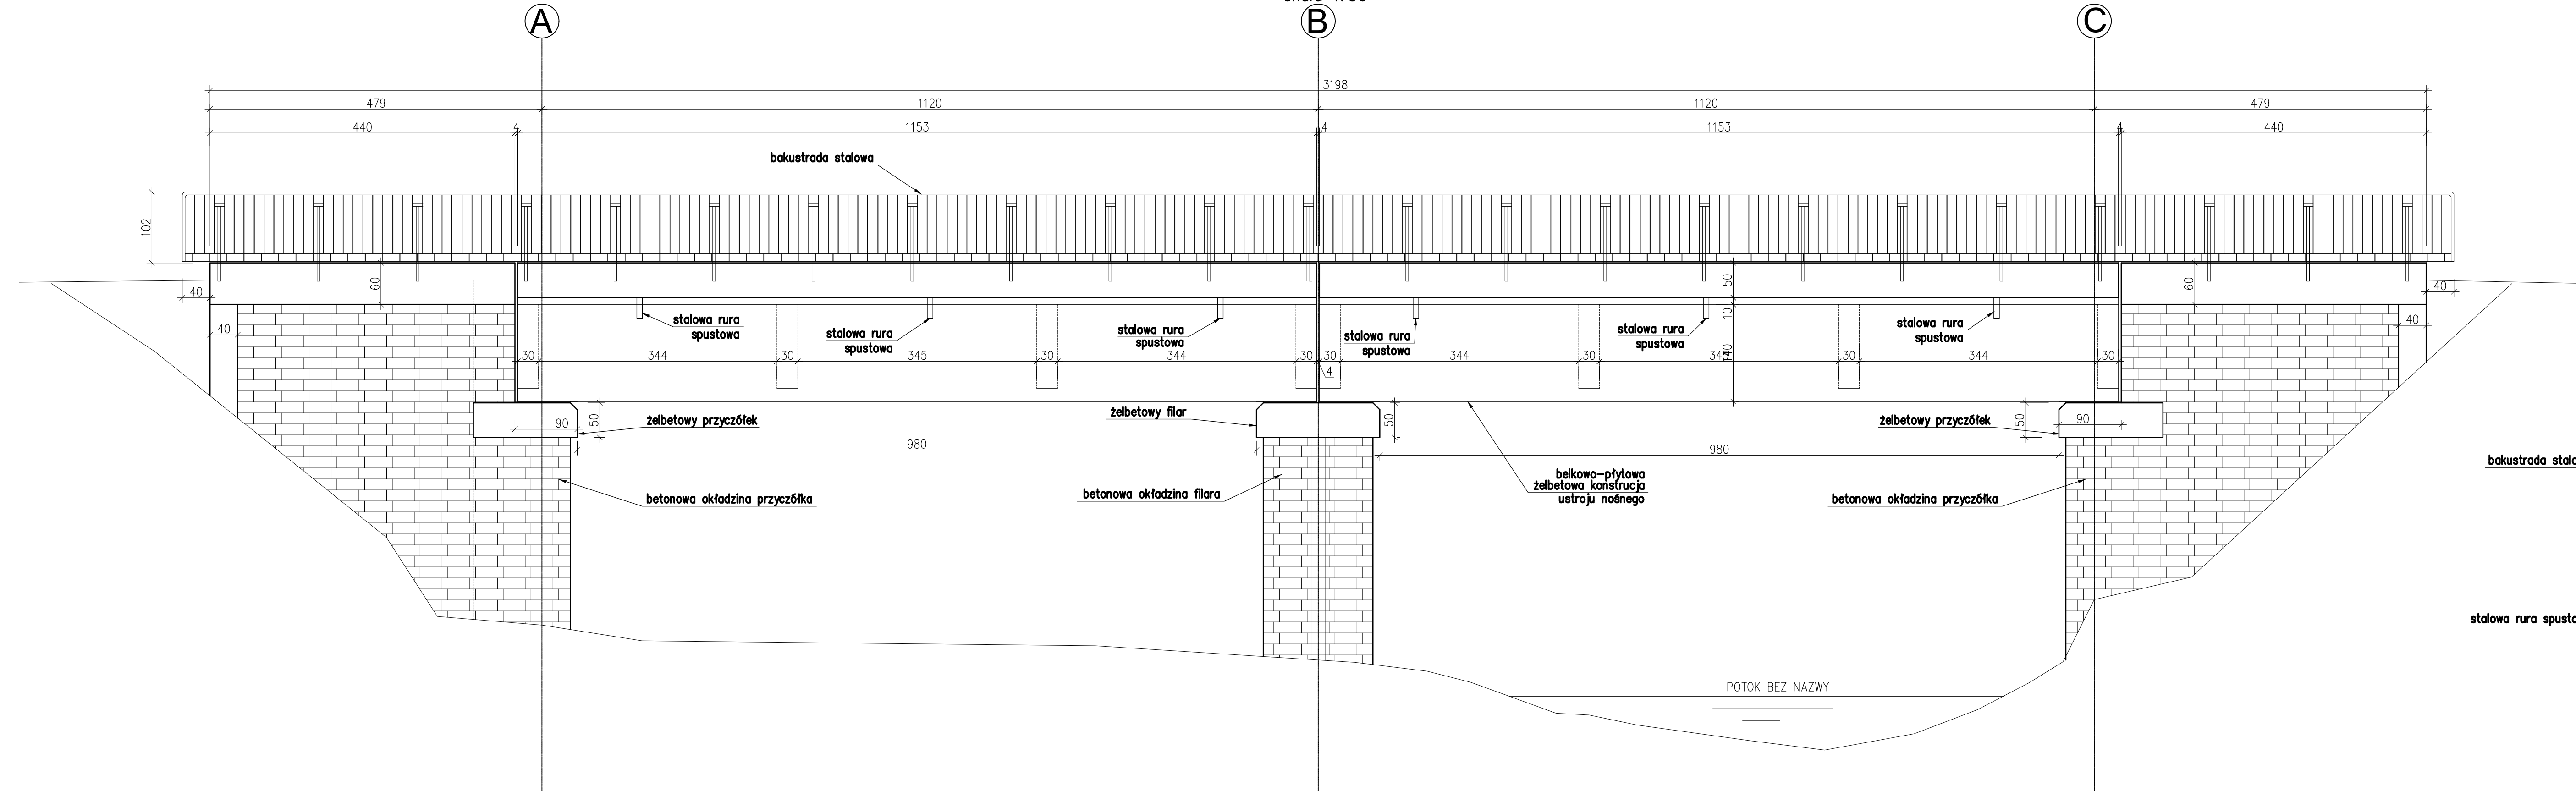 A
B
C
3198
479
1120
1120
479
440
4
1153
4
1153
4
440
bakustrada stalowa
102
60
50
60
40
40
40
10
40
stalowa rura
spustowa
stalowa rura
spustowa
stalowa rura
spustowa
stalowa rura
spustowa
stalowa rura
spustowa
stalowa rura
spustowa
30
344
30
345
30
344
30
30
344
30
30
344
30
4
140
90
50
żelbetowy przyczółek
żelbetowy filar
50
żelbetowy przyczółek
50
90
980
980
betonowa okładzina przyczółka
betonowa okładzina filara
belkowo-płytowa
żelbetowa konstrucja
ustroju nośnego
betonowa okładzina przyczółka
bakustrada
stalowa rura
POTOK BEZ NAZWY